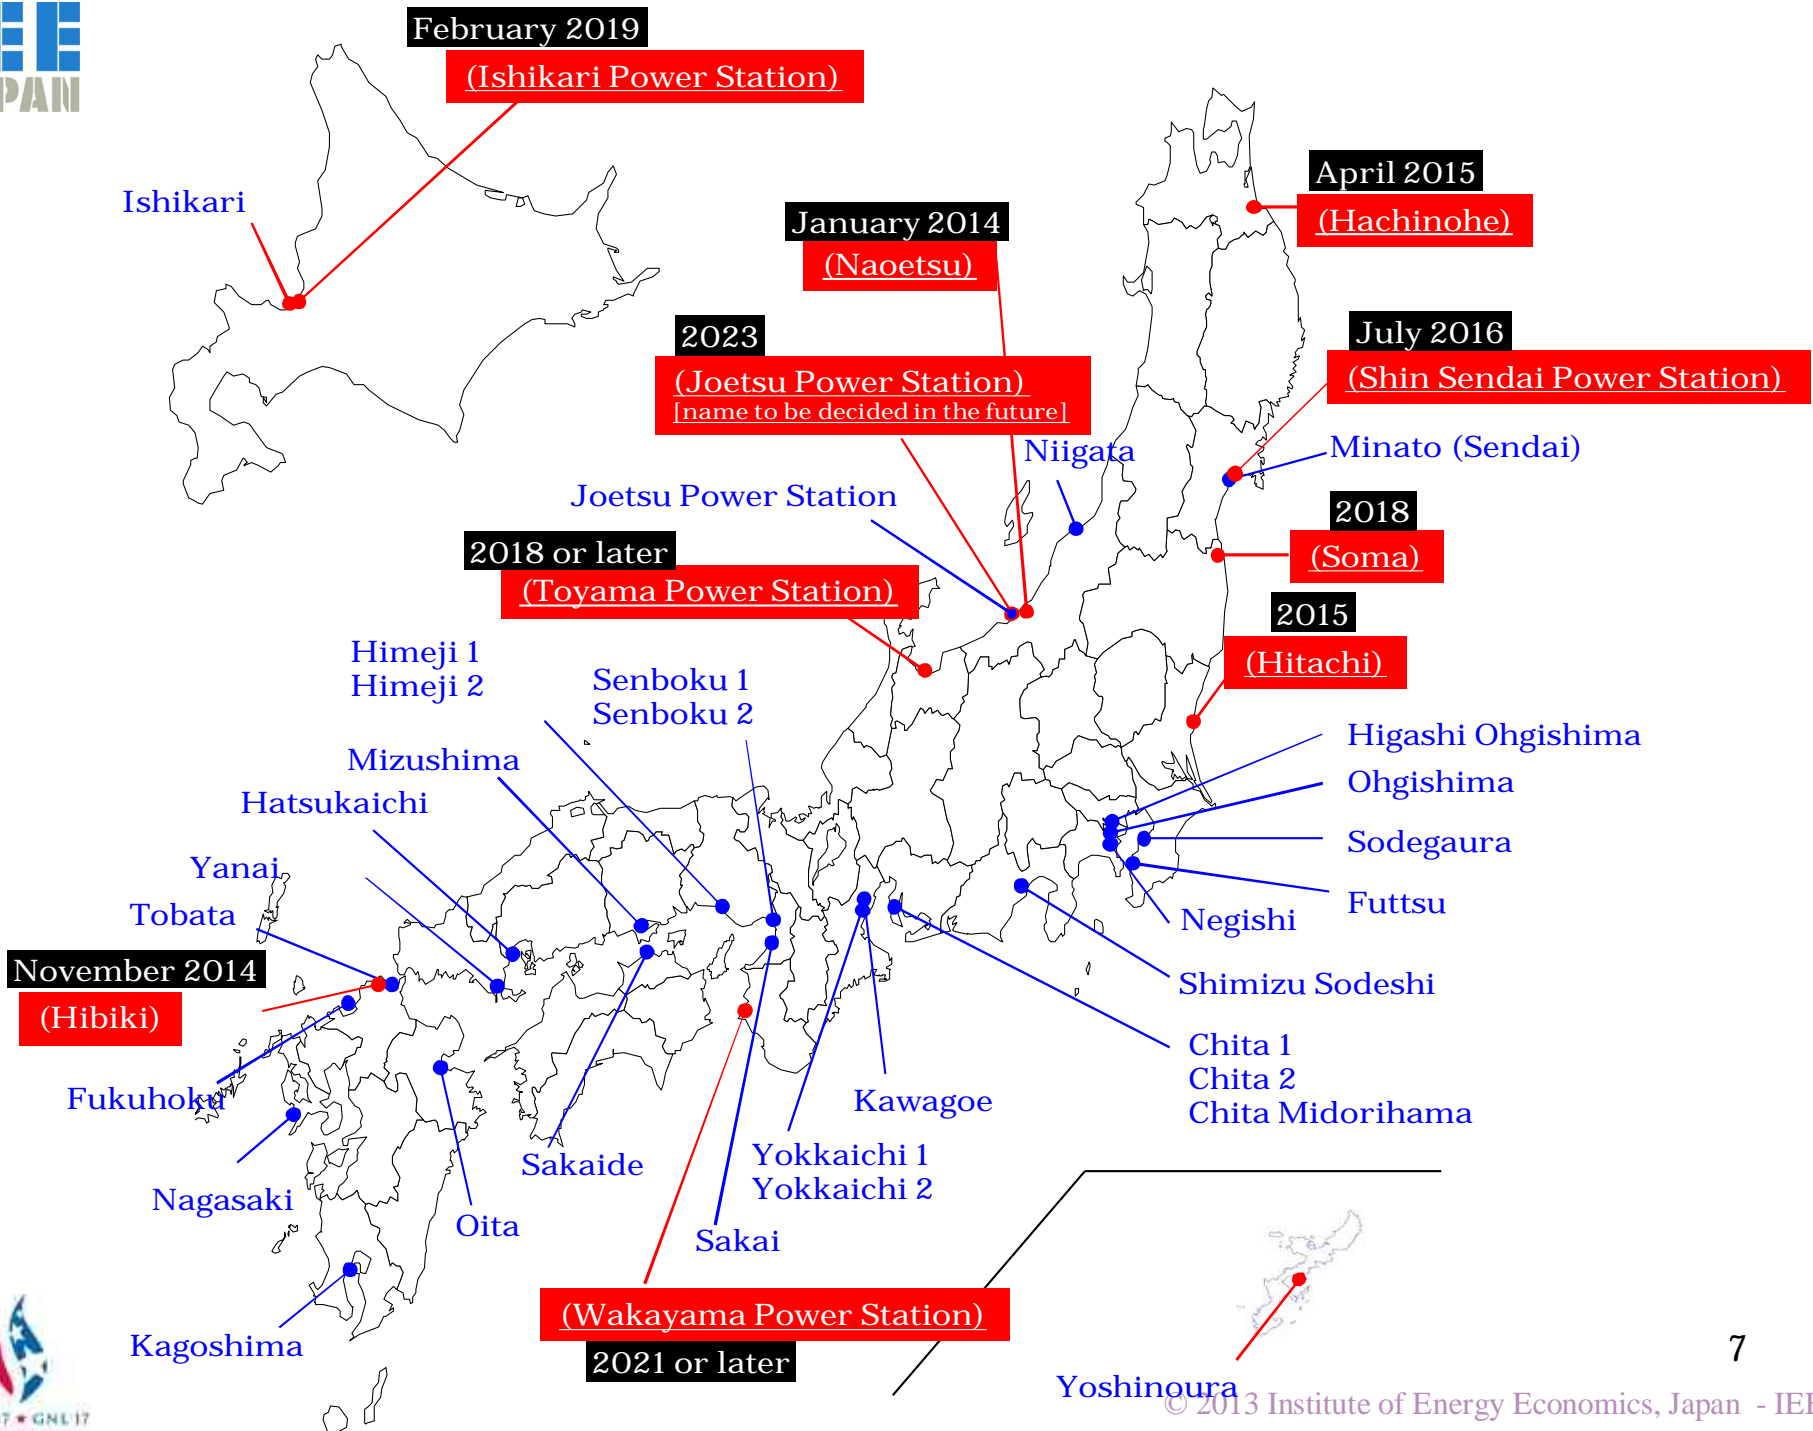 PAN
February 2019
(Ishikari Power Station)
Ishikari
April 2015
(Hachinohe)
January 2014
(Naoetsu)
2023
(Joetsu Power Station)
[name to be decided in the future]
July 2016
(Shin Sendai Power Station)
Niigata
Minato (Sendai)
Joetsu Power Station
2018
(Soma)
2018 or later
(Toyama Power Station)
2015
(Hitachi)
Himeji 1
Himeji 2
Senboku 1
Senboku 2
Mizushima
Hatsukaichi
Higashi Ohgishima
Ohgishima
Sodegaura
Futtsu
Negishi
Yanai
Tobata
November 2014
(Hibiki)
Shimizu Sodeshi
Chita 1
Chita 2
Chita Midorihama
Fukuhoku
Kawagoe
Yokkaichi 1
Yokkaichi 2
Sakaide
Nagasaki
Oita
Sakai
Kagoshima
(Wakayama Power Station)
2021 or later
Yoshinoura
7
7 ★ GNL 17
© 2013 Institute of Energy Economics, Japan - IEE